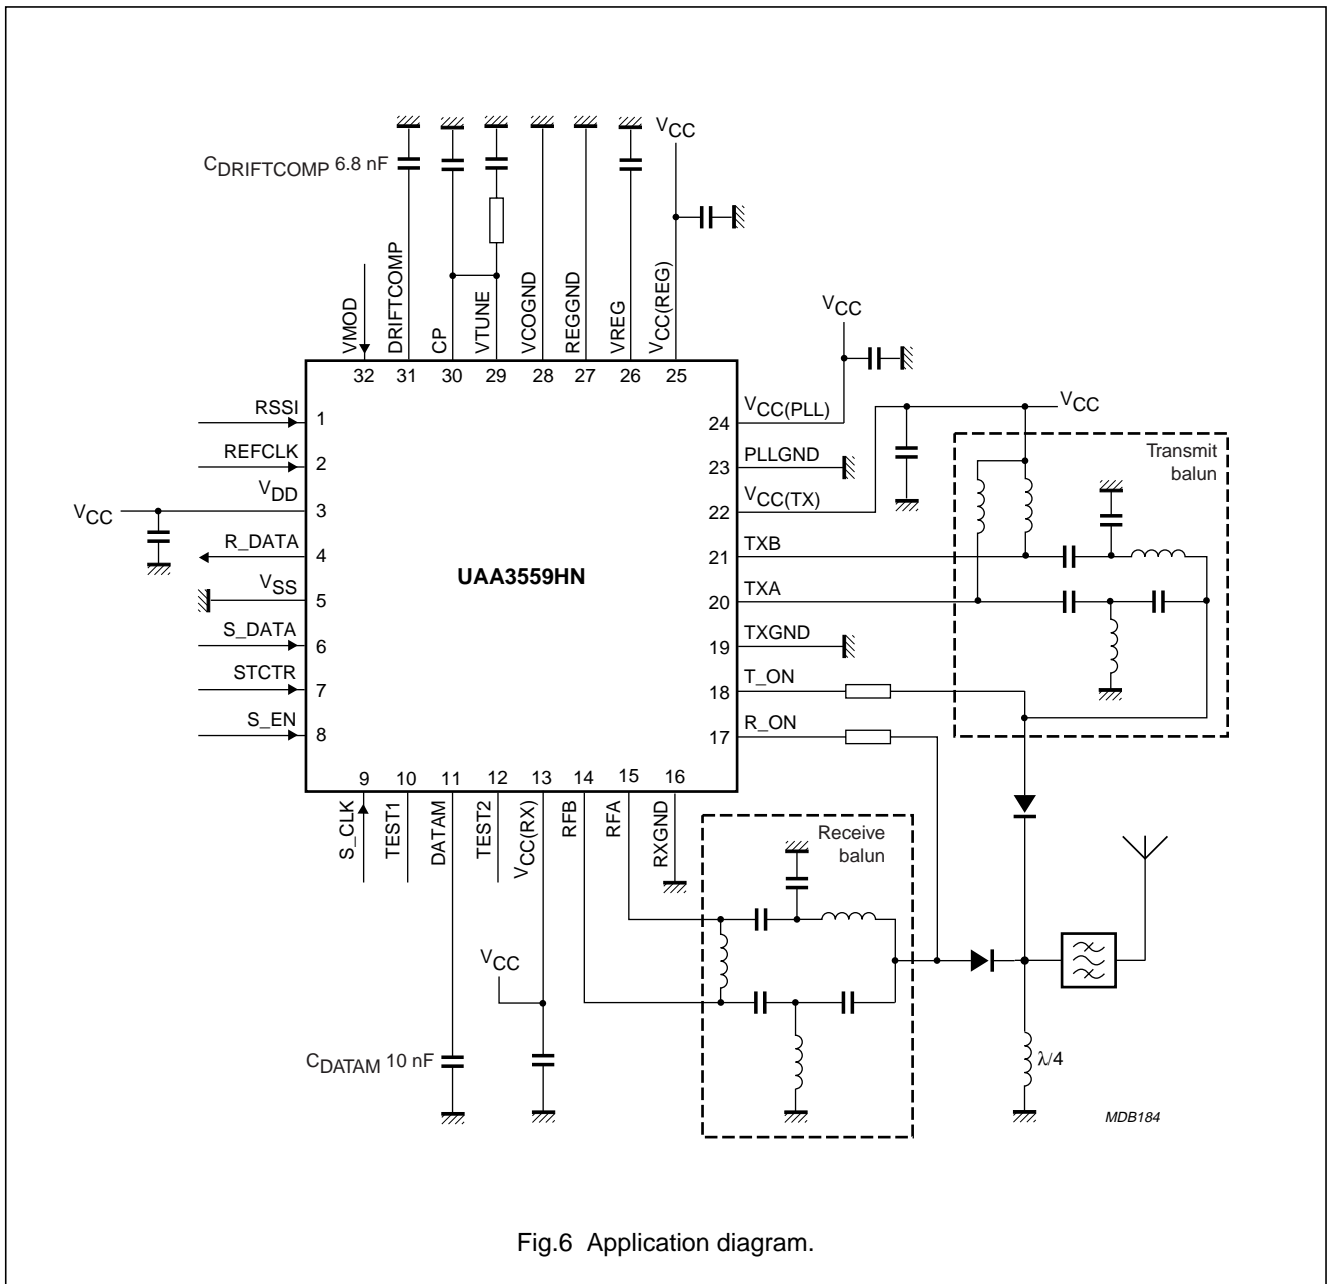 VCC
CDRIFTCOMP 6.8 nF
VMOD
DRIFTCOMP
CP
VTUNE
VCOGND
REGGND
VREG
VCC(REG)
32 31 30 29 28 27 26 25
VCC
RSSI 1
REFCLK 2
VCC
VDD 3
R_DATA 4
VSS 5
S_DATA 6
STCTR 7
S_EN 8
UAA3559HN
24 VCC(PLL)
23 PLLGND
22 VCC(TX)
21 TXB
20 TXA
19 TXGND
18 T_ON
17 R_ON
VCC
Transmit
balun
9 10 11 12 13 14 15 16
S_CLK
TEST1
DATAM
TEST2
VCC(RX)
RFB
RFA
RXGND
Receive
balun
VCC
CDATAM 10 nF
λ/4
MDB184
Fig.6 Application diagram.